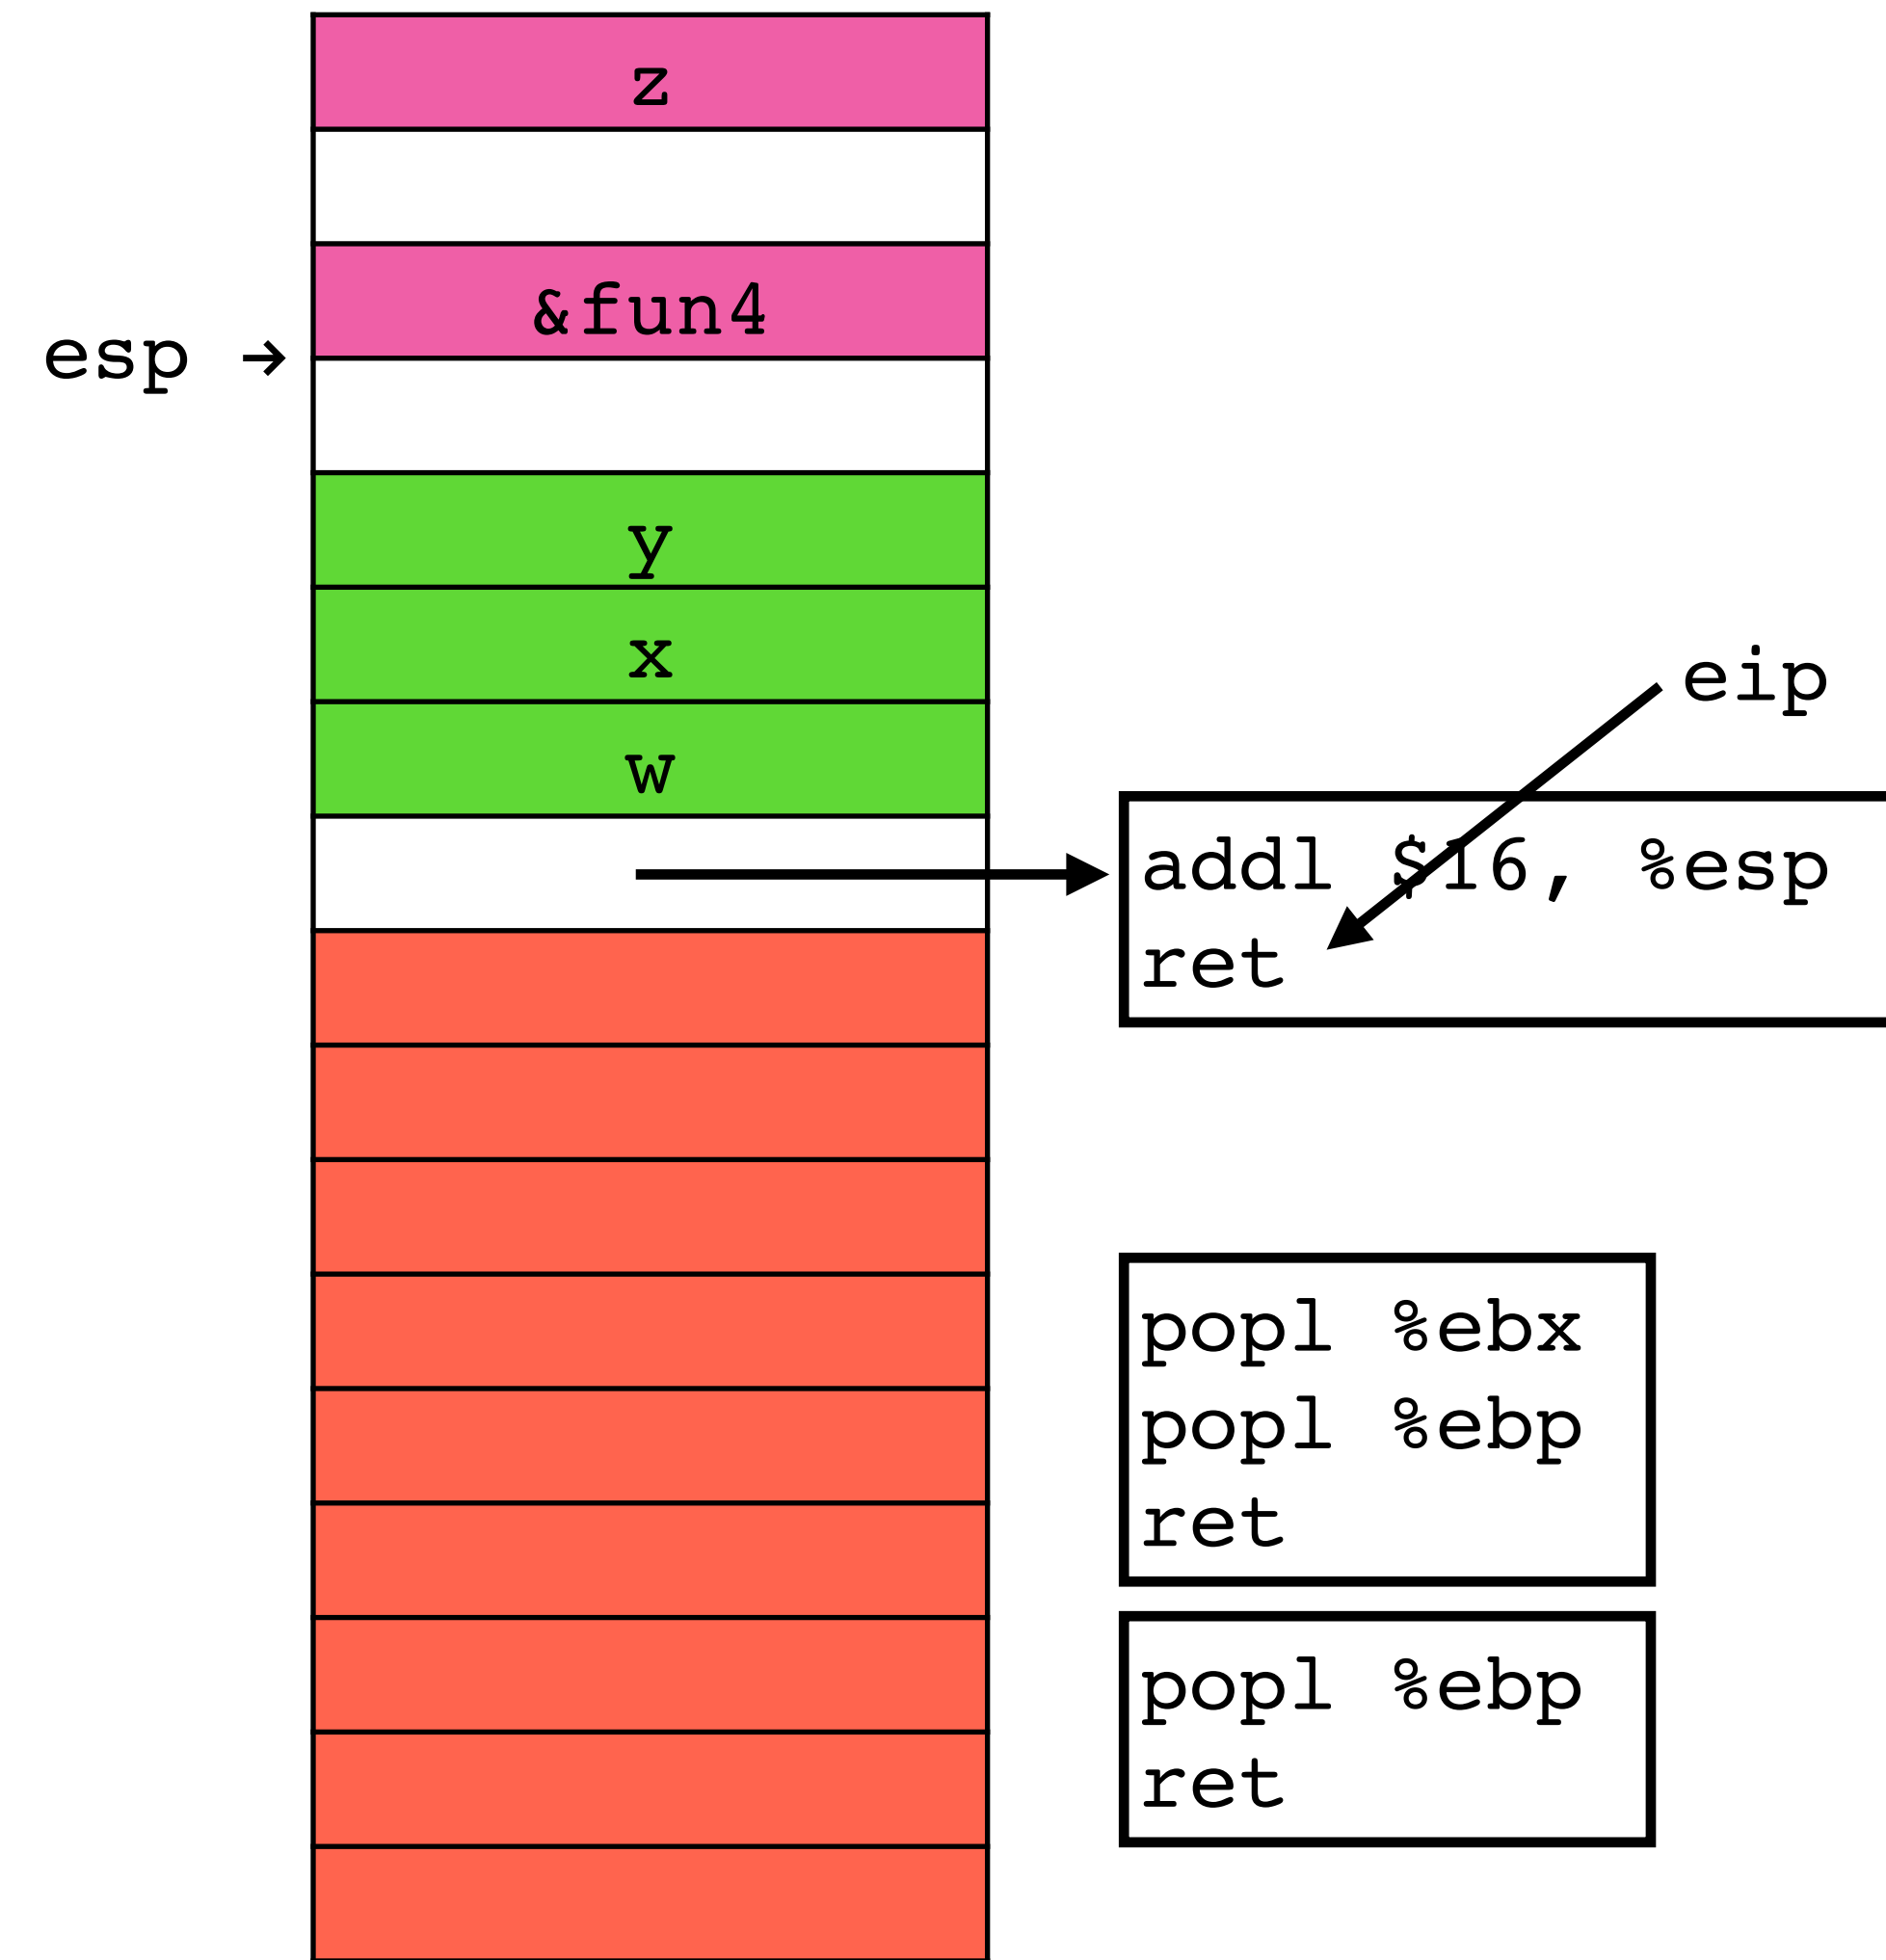 z
&fun4
esp →
y
x
w
eip
addl $16, %esp
ret
popl %ebx
popl %ebp
ret
popl %ebp
ret